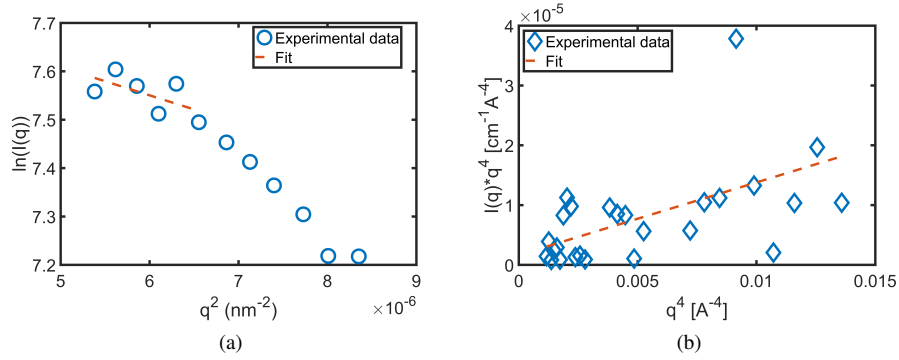 7.7
7.6
7.5
7.4
7.3
7.2
5
6
7
8
9
×10⁻⁶
ln(I(q))
q² (nm⁻²)
Experimental data
Fit
(a)
×10⁻⁵
4
3
2
1
0
0
0.005
0.01
0.015
I(q)*q⁴ [cm⁻¹A⁻⁴]
q⁴ [A⁻⁴]
Experimental data
Fit
(b)